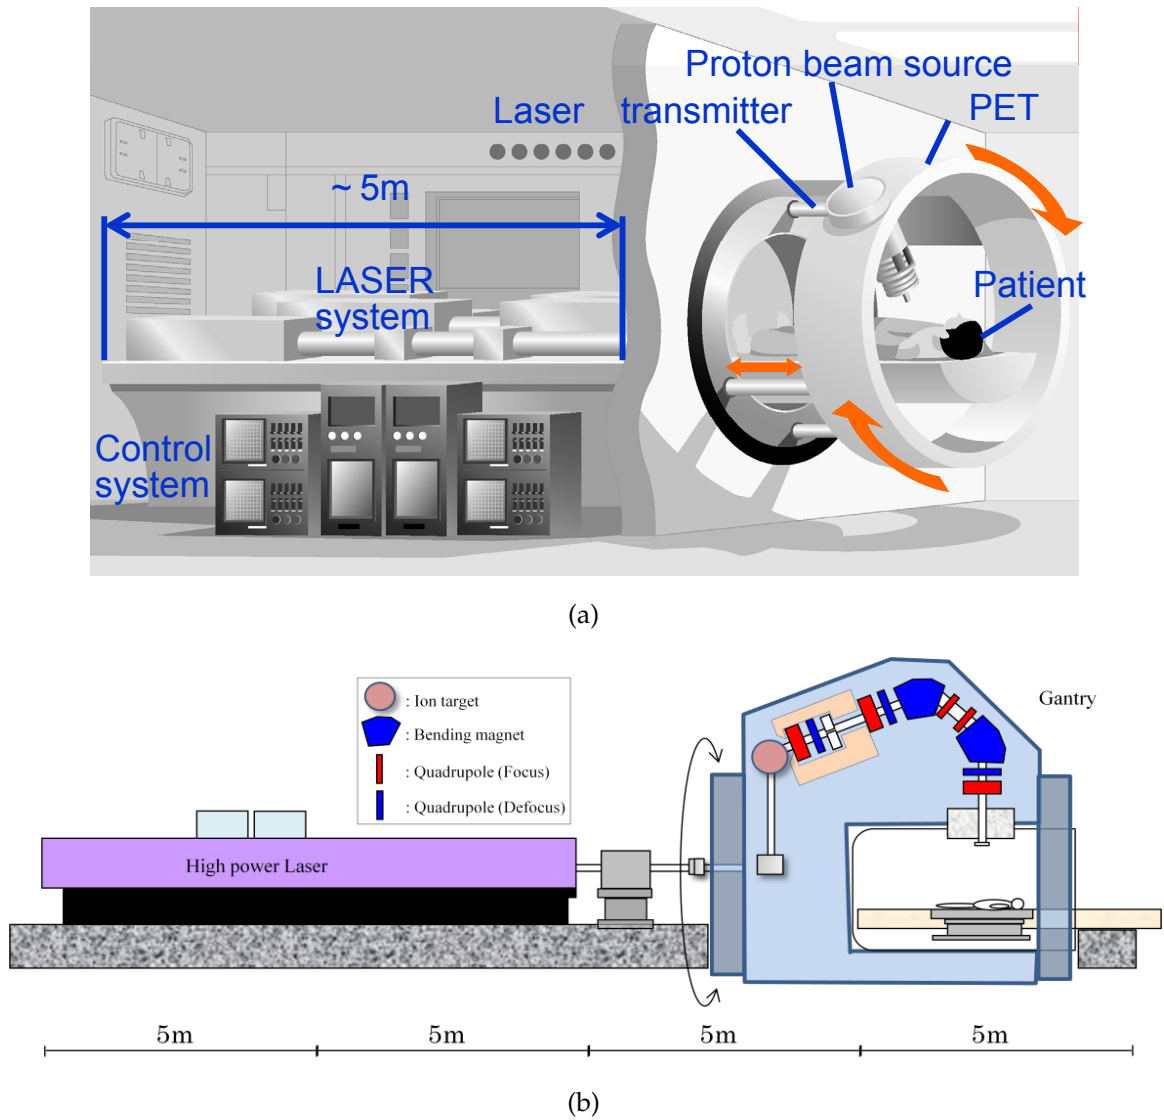 Proton beam source
Laser transmitter
PET
~ 5m
LASER
system
Patient
Control
system
(a)
: Ion target
: Bending magnet
: Quadrupole (Focus)
: Quadrupole (Defocus)
Gantry
High power Laser
5m 5m 5m 5m
(b)